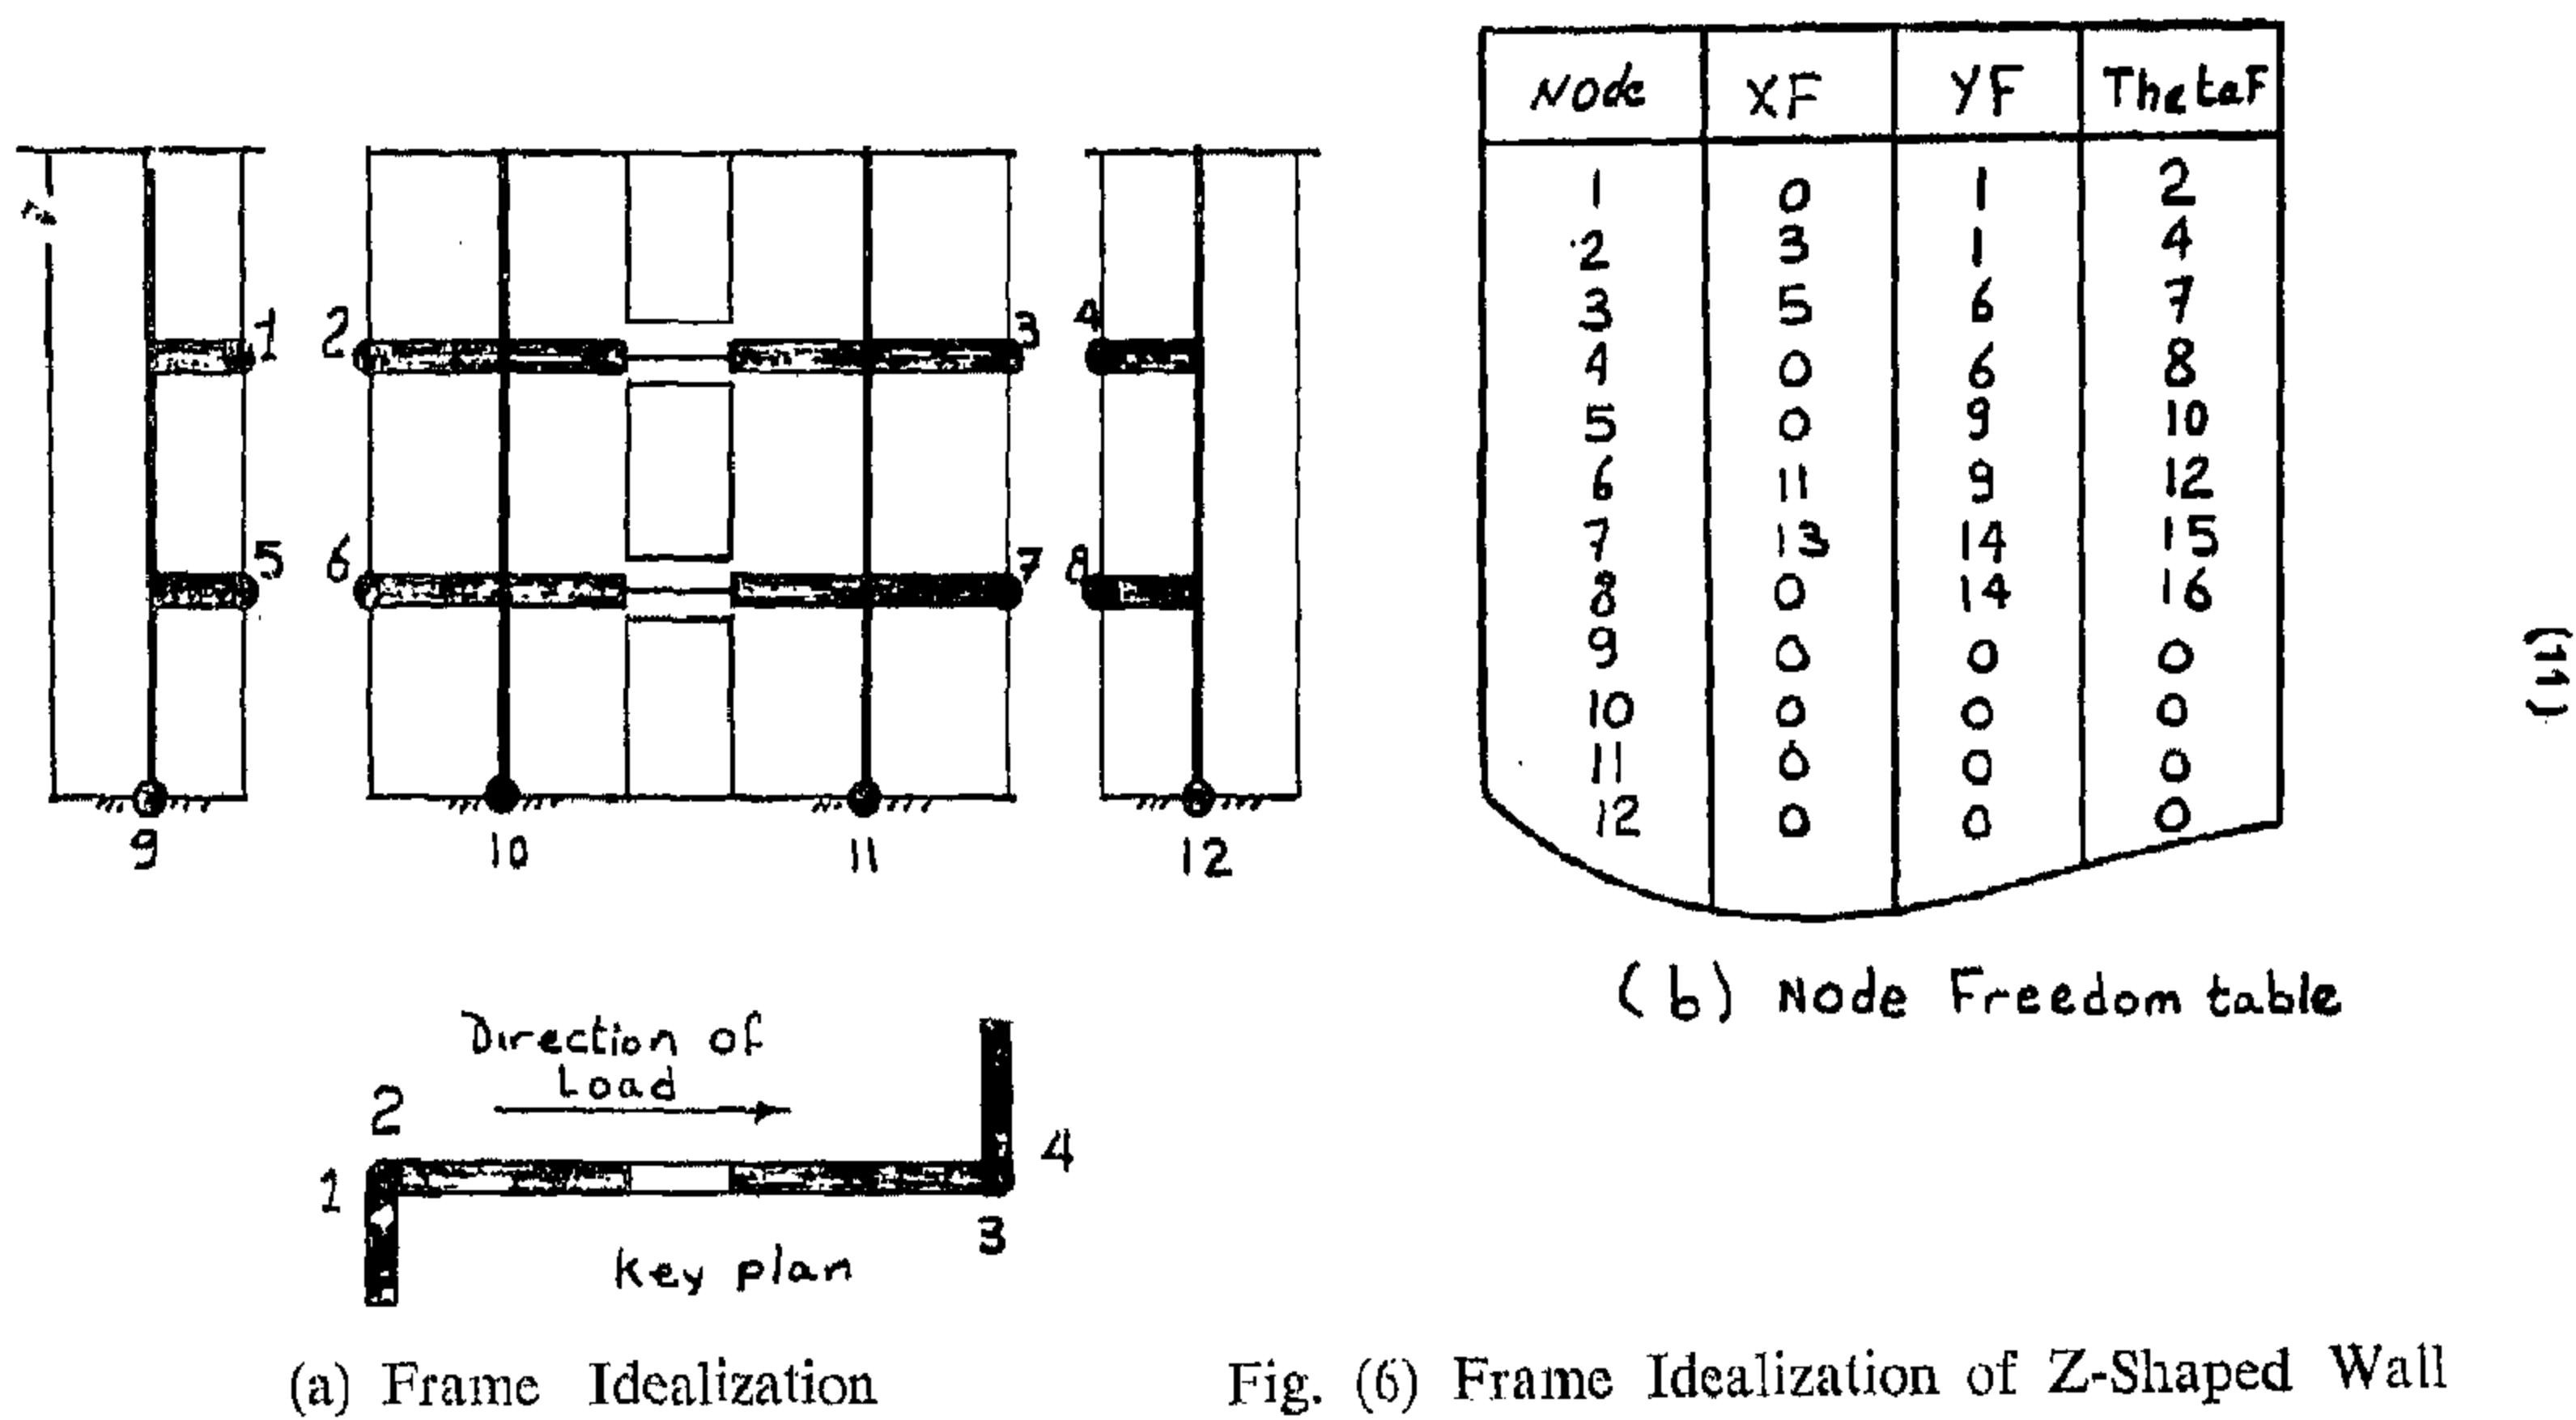 1 2 3 4
5 6 7 8
9 10 11 12
Direction of
Load
2
1
4
3
Key plan
(a) Frame Idealization
Node XF YF ThetaF
1 0 1 2
2 3 1 4
3 5 6 7
4 0 6 8
5 0 9 10
6 11 9 12
7 13 14 15
8 0 14 16
9 0 0 0
10 0 0 0
11 0 0 0
12 0 0 0
(b) Node Freedom table
Fig. (6) Frame Idealization of Z-Shaped Wall
(11)